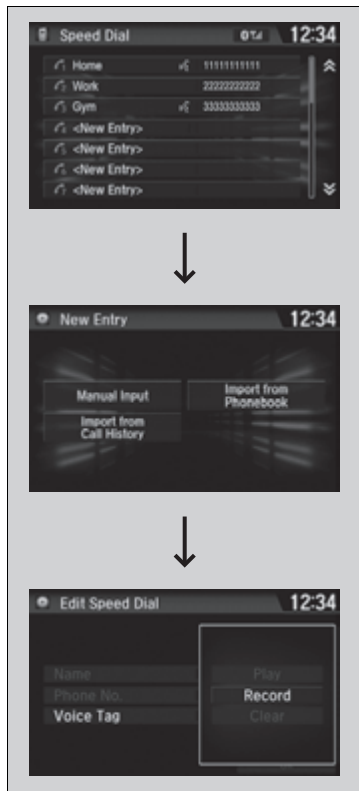 Speed Dial 12:34
Home 11111111111
Work 22222222222
Gym 33333333333
<New Entry>
<New Entry>
<New Entry>
<New Entry>
New Entry 12:34
Manual Input
Import from
Phonebook
Import from
Call History
Edit Speed Dial 12:34
Name
Play
Phone No.
Record
Voice Tag
Clear